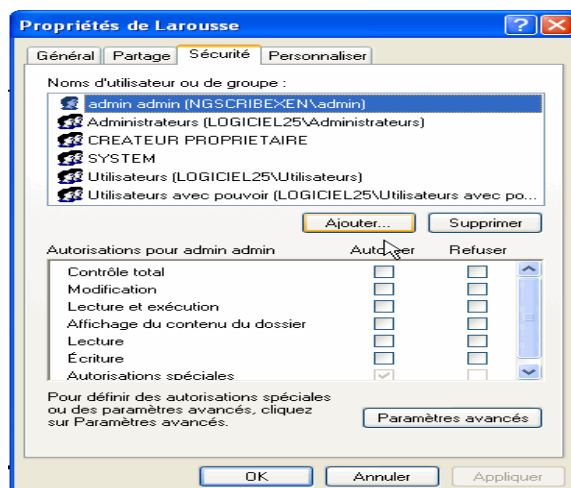 Propriétés de Larousse
Général Partage Sécurité Personnaliser
Noms d'utilisateur ou de groupe :
admin admin (NGSCRIBEXEN\admin)
Administrateurs (LOGICIEL25\Administrateurs)
CREATEUR PROPRIETAIRE
SYSTEM
Utilisateurs (LOGICIEL25\Utilisateurs)
Utilisateurs avec pouvoir (LOGICIEL25\Utilisateurs avec po...
Ajouter... Supprimer
Autorisations pour admin admin Autoriser Refuser
Contrôle total
Modification
Lecture et exécution
Affichage du contenu du dossier
Lecture
Écriture
Autorisations spéciales
Pour définir des autorisations spéciales
ou des paramètres avancés, cliquez
sur Paramètres avancés.
Paramètres avancés
OK Annuler Appliquer